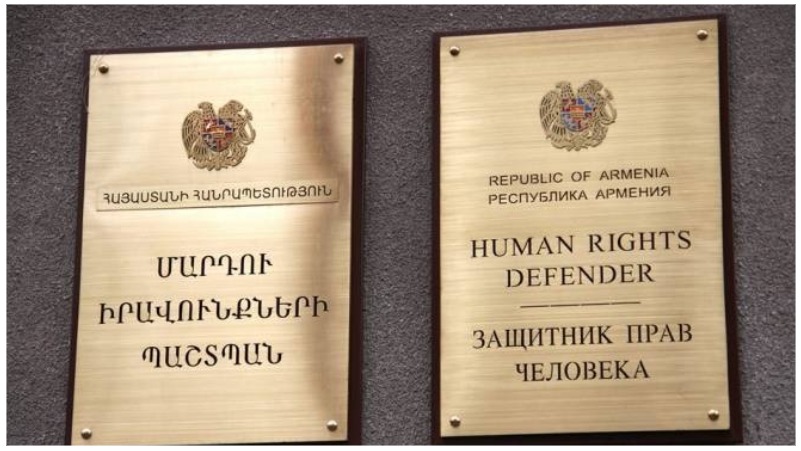 ՀԱՅԱՍՏԱՆԻ ՀԱՆՐԱՊԵՏՈՒԹՅՈՒՆ
ՄԱՐԴՈՒ
ԻՐԱՎՈՒՆՔՆԵՐԻ
ՊԱՇՏՊԱՆ
REPUBLIC OF ARMENIA
РЕСПУБЛИКА АРМЕНИЯ
HUMAN RIGHTS
DEFENDER
ЗАЩИТНИК ПРАВ
ЧЕЛОВЕКА